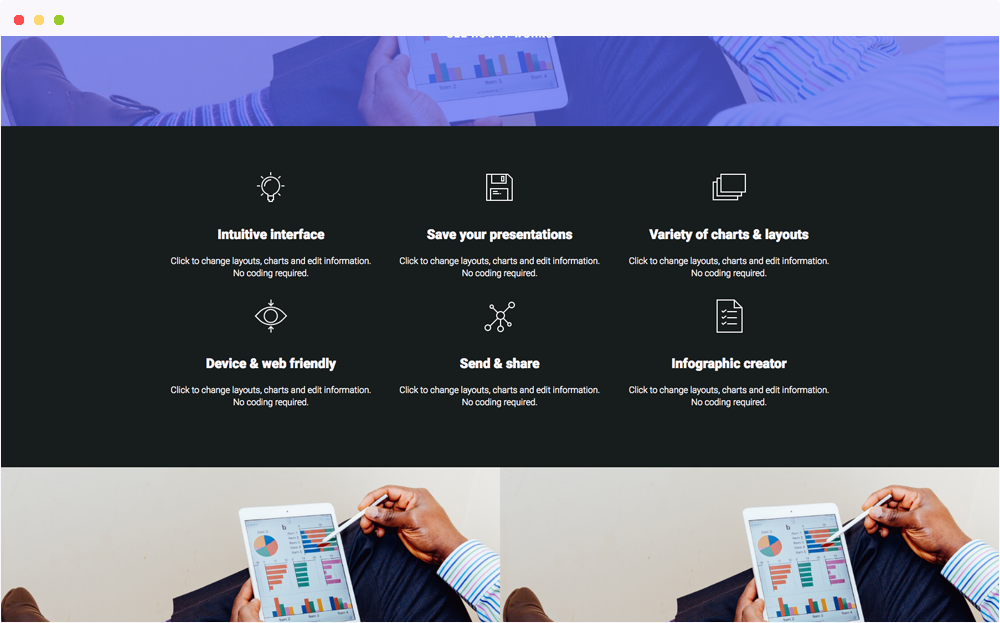 SEE HOW IT WORKS
Intuitive interface
Save your presentations
Variety of charts & layouts
Click to change layouts, charts and edit information.
No coding required.
Click to change layouts, charts and edit information.
No coding required.
Click to change layouts, charts and edit information.
No coding required.
Device & web friendly
Send & share
Infographic creator
Click to change layouts, charts and edit information.
No coding required.
Click to change layouts, charts and edit information.
No coding required.
Click to change layouts, charts and edit information.
No coding required.